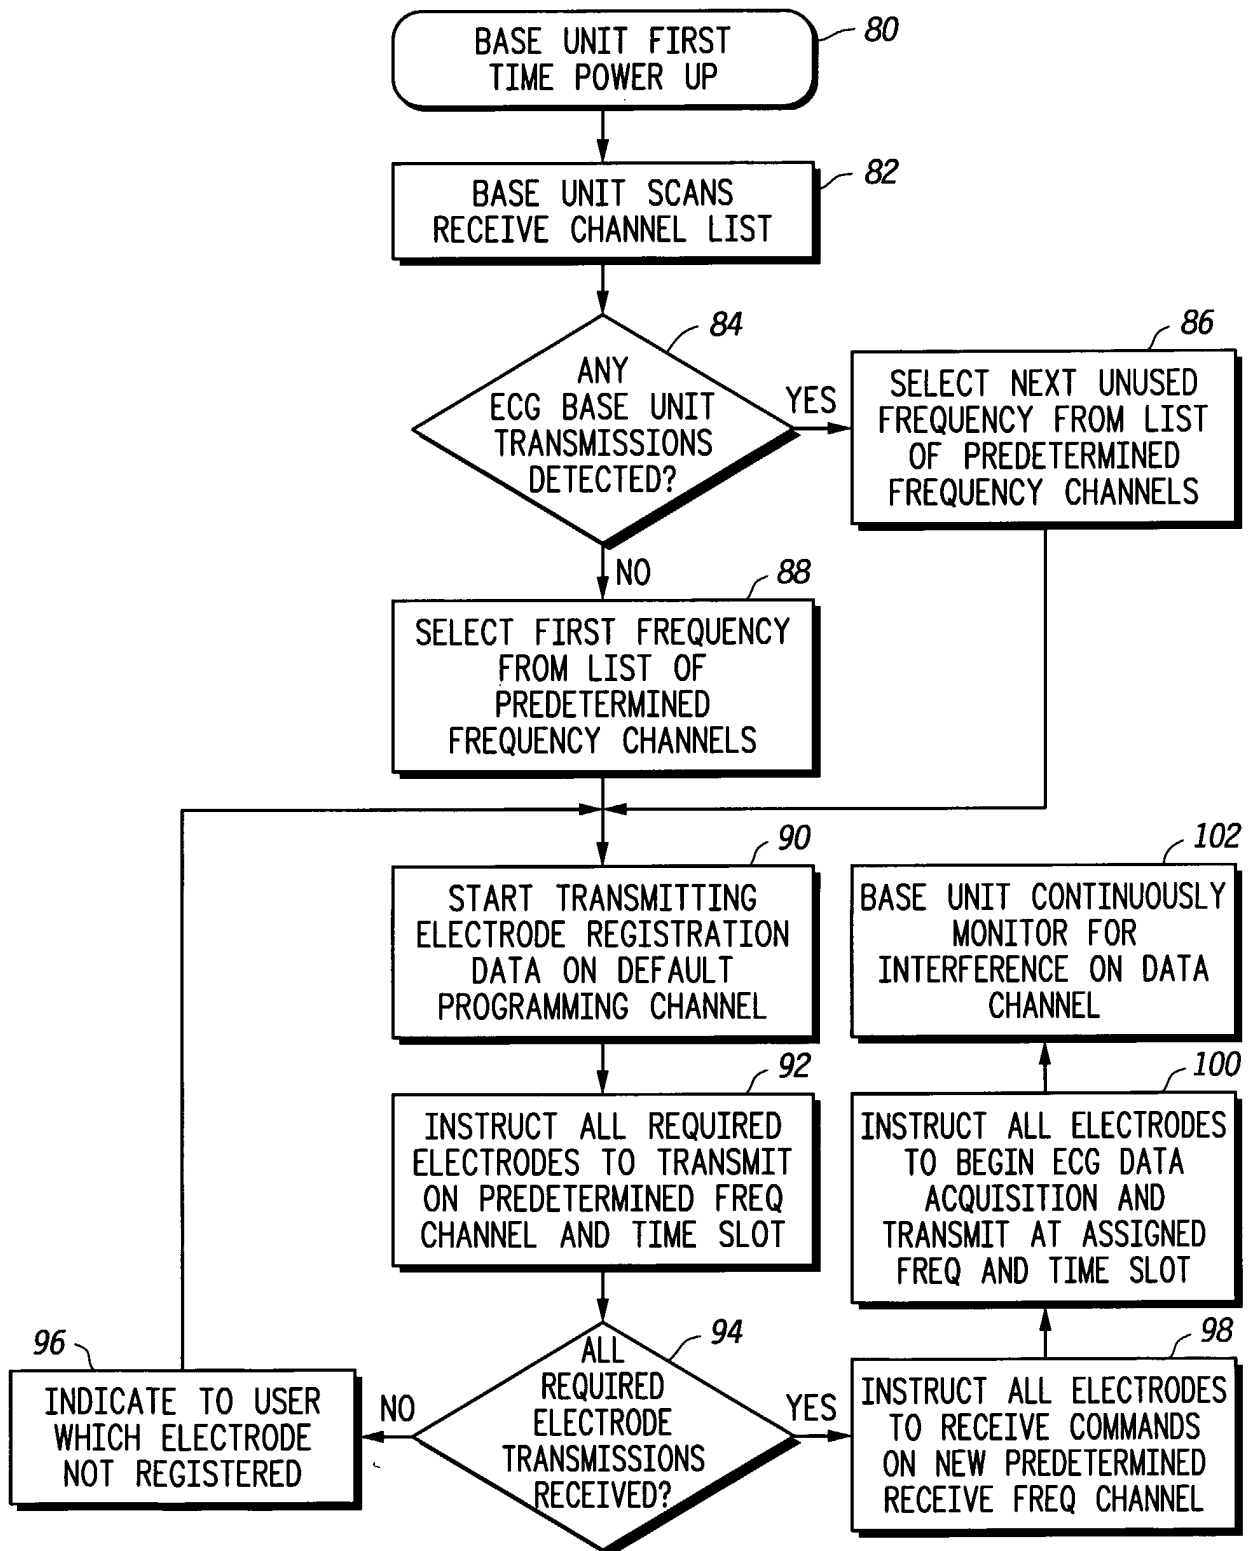 BASE UNIT FIRST
TIME POWER UP
80
BASE UNIT SCANS
RECEIVE CHANNEL LIST
82
ANY
ECG BASE UNIT
TRANSMISSIONS
DETECTED?
84
YES
SELECT NEXT UNUSED
FREQUENCY FROM LIST
OF PREDETERMINED
FREQUENCY CHANNELS
86
NO
SELECT FIRST FREQUENCY
FROM LIST OF
PREDETERMINED
FREQUENCY CHANNELS
88
START TRANSMITTING
ELECTRODE REGISTRATION
DATA ON DEFAULT
PROGRAMMING CHANNEL
90
BASE UNIT CONTINUOUSLY
MONITOR FOR
INTERFERENCE ON DATA
CHANNEL
102
INSTRUCT ALL REQUIRED
ELECTRODES TO TRANSMIT
ON PREDETERMINED FREQ
CHANNEL AND TIME SLOT
92
INSTRUCT ALL ELECTRODES
TO BEGIN ECG DATA
ACQUISITION AND
TRANSMIT AT ASSIGNED
FREQ AND TIME SLOT
100
INDICATE TO USER
WHICH ELECTRODE
NOT REGISTERED
96
NO
ALL
REQUIRED
ELECTRODE
TRANSMISSIONS
RECEIVED?
94
YES
INSTRUCT ALL ELECTRODES
TO RECEIVE COMMANDS
ON NEW PREDETERMINED
RECEIVE FREQ CHANNEL
98